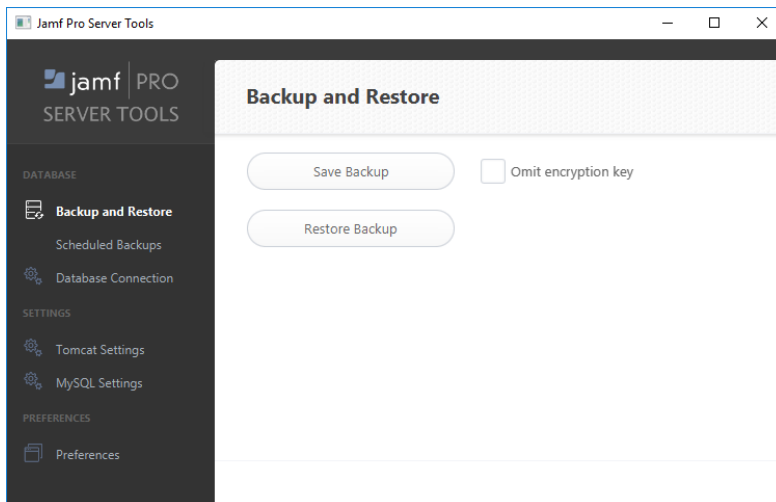 Jamf Pro Server Tools
jamf PRO
SERVER TOOLS
DATABASE
Backup and Restore
Scheduled Backups
Database Connection
SETTINGS
Tomcat Settings
MySQL Settings
PREFERENCES
Preferences
Backup and Restore
Save Backup
Omit encryption key
Restore Backup